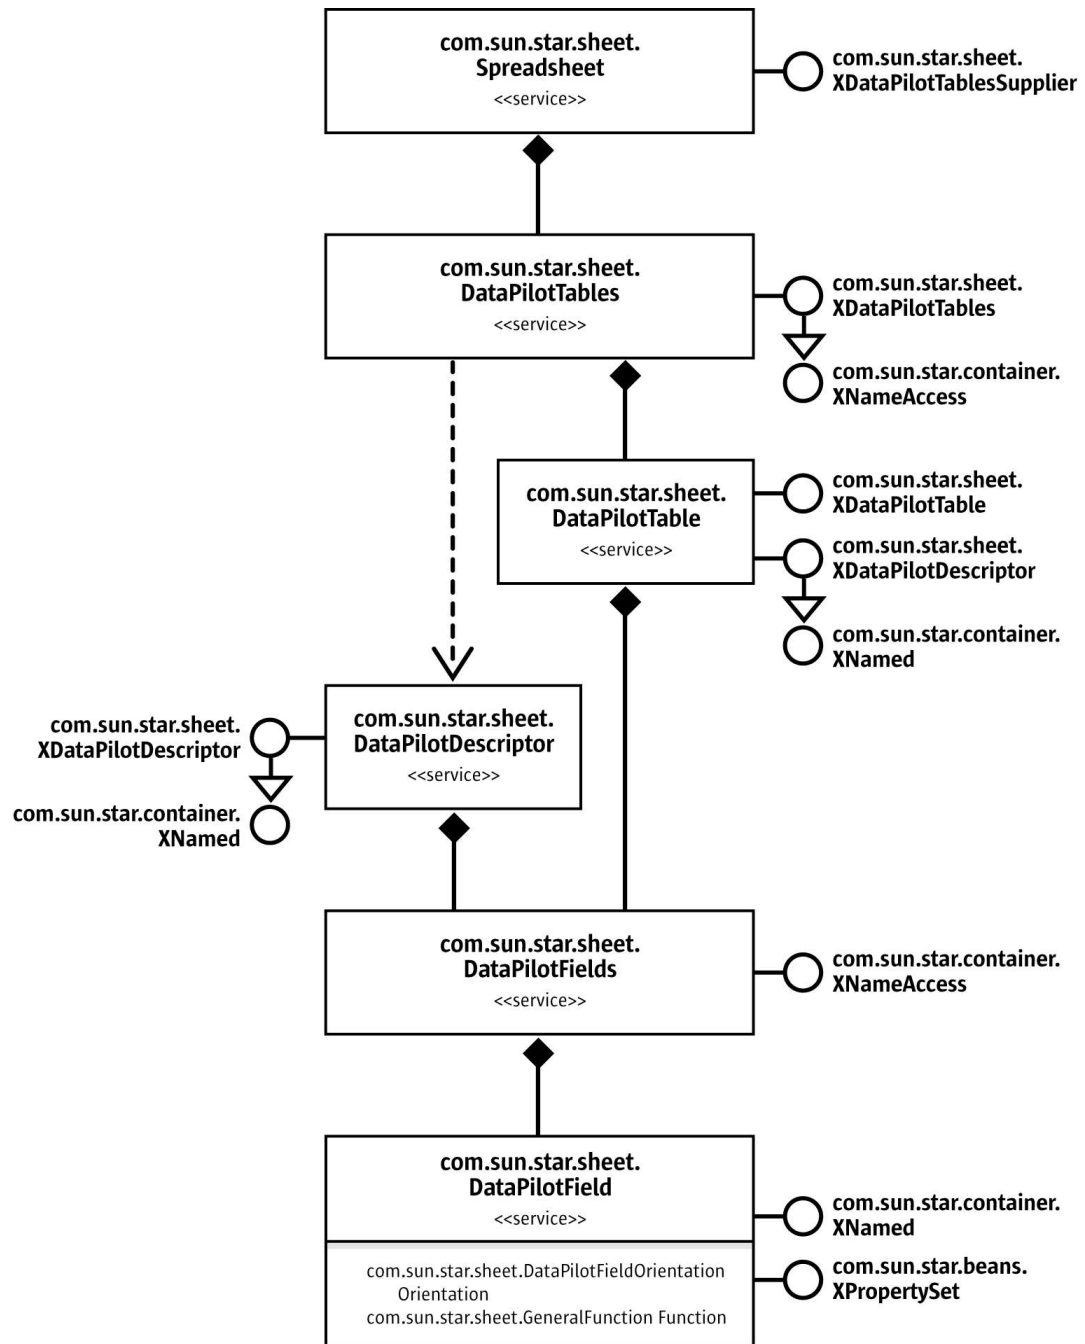 com.sun.star.sheet.
Spreadsheet
<<service>>
com.sun.star.sheet.
XDataPilotTablesSupplier
com.sun.star.sheet.
DataPilotTables
<<service>>
com.sun.star.sheet.
XDataPilotTables
com.sun.star.container.
XNameAccess
com.sun.star.sheet.
DataPilotTable
<<service>>
com.sun.star.sheet.
XDataPilotTable
com.sun.star.sheet.
XDataPilotDescriptor
com.sun.star.container.
XNamed
com.sun.star.sheet.
XDataPilotDescriptor
com.sun.star.container.
XNamed
com.sun.star.sheet.
DataPilotDescriptor
<<service>>
com.sun.star.sheet.
DataPilotFields
<<service>>
com.sun.star.container.
XNameAccess
com.sun.star.sheet.
DataPilotField
<<service>>
com.sun.star.container.
XNamed
com.sun.star.sheet.DataPilotFieldOrientation
Orientation
com.sun.star.sheet.GeneralFunction Function
com.sun.star.beans.
XPropertySet